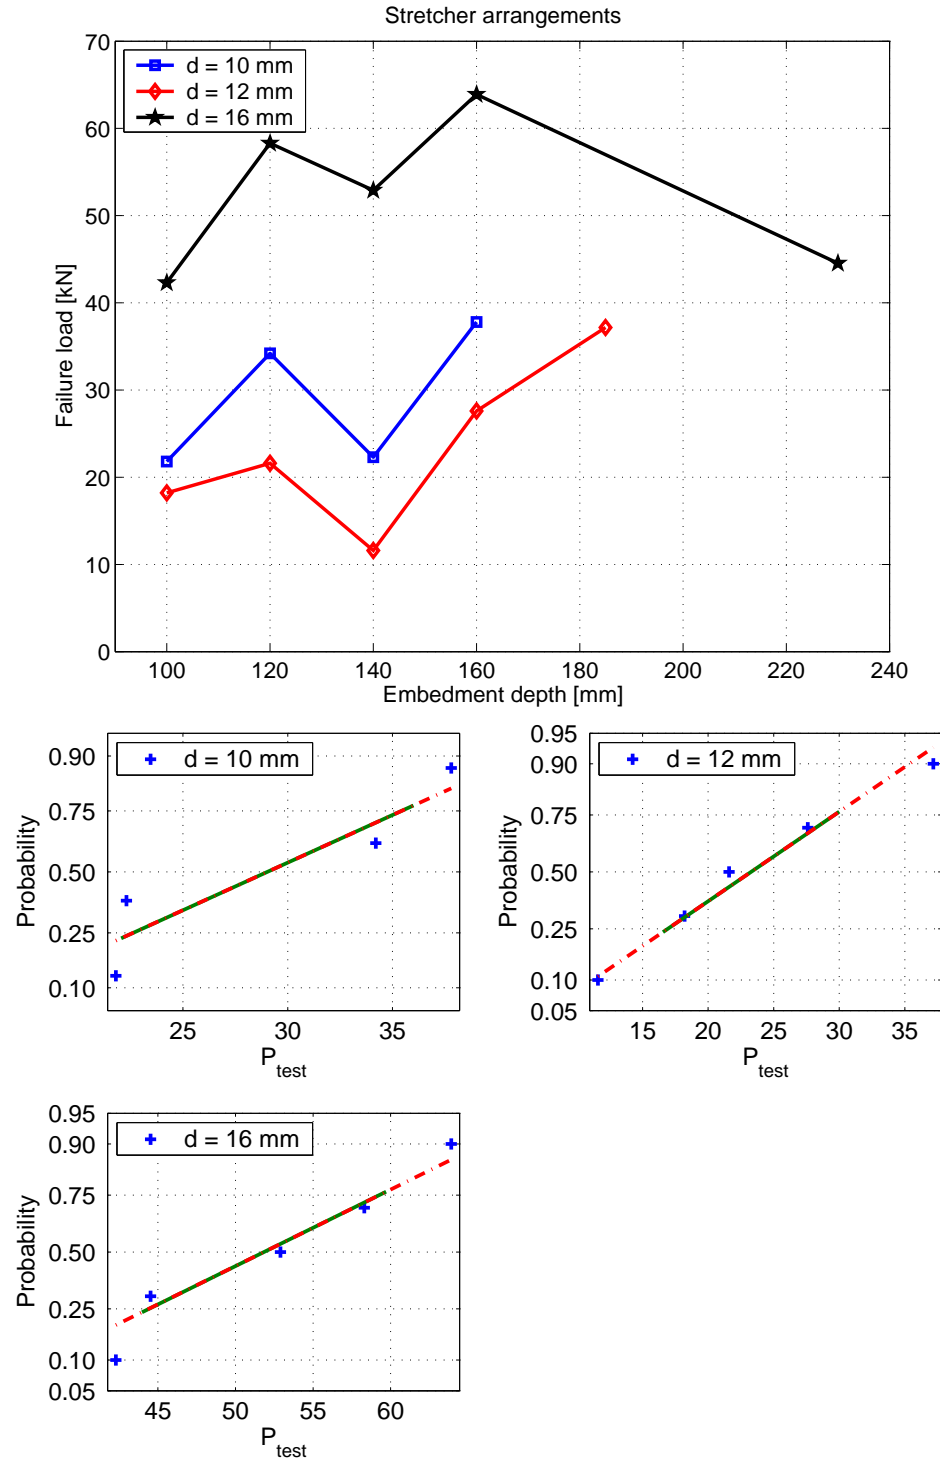 Stretcher arrangements
70
60
50
40
30
20
10
0
Failure load [kN]
d = 10 mm
d = 12 mm
d = 16 mm
100 120 140 160 180 200 220 240
Embedment depth [mm]
0.90
0.75
0.50
0.25
0.10
Probability
d = 10 mm
25 30 35
P_test
0.95
0.90
0.75
0.50
0.25
0.10
0.05
Probability
d = 12 mm
15 20 25 30 35
P_test
0.95
0.90
0.75
0.50
0.25
0.10
0.05
Probability
d = 16 mm
45 50 55 60
P_test